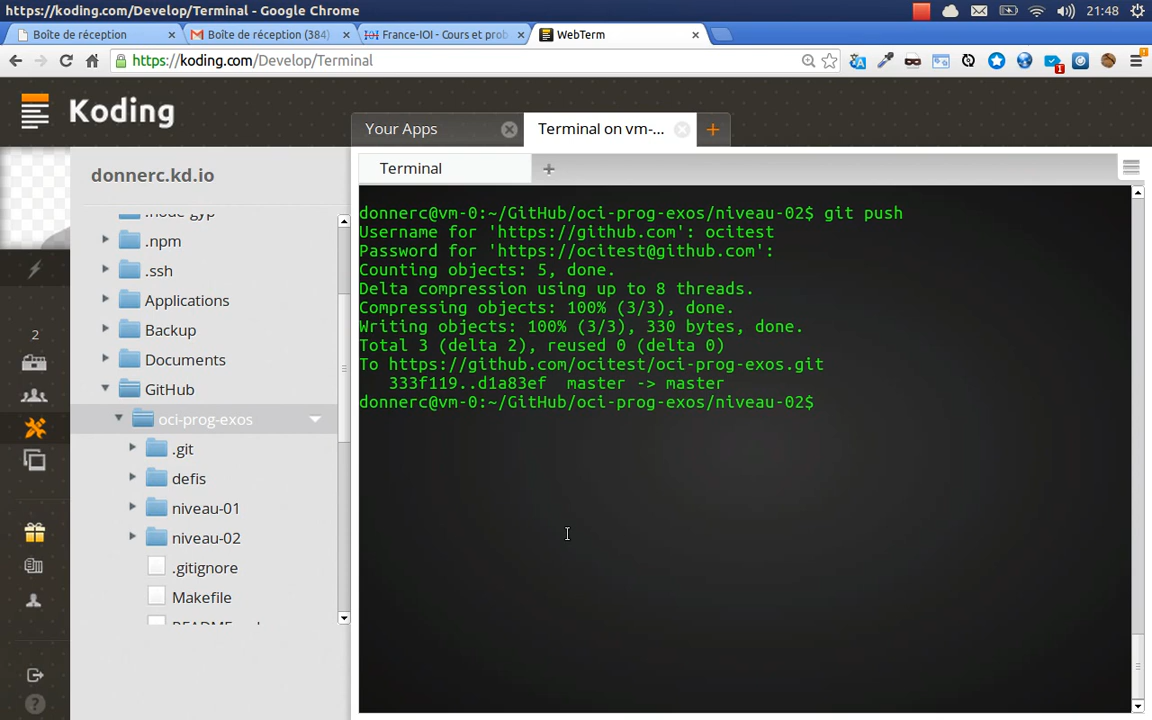 https://koding.com/Develop/Terminal - Google Chrome
21:48
Boîte de réception
Boîte de réception (384)
France-IOI - Cours et prob
WebTerm
https://koding.com/Develop/Terminal
1
Koding
Your Apps
Terminal on vm-...
donnerc.kd.io
Terminal
.node-gyp
.npm
.ssh
Applications
Backup
Documents
GitHub
oci-prog-exos
.git
defis
niveau-01
niveau-02
.gitignore
Makefile
2
donnerc@vm-0:~/GitHub/oci-prog-exos/niveau-02$ git push
Username for 'https://github.com': ocitest
Password for 'https://ocitest@github.com':
Counting objects: 5, done.
Delta compression using up to 8 threads.
Compressing objects: 100% (3/3), done.
Writing objects: 100% (3/3), 330 bytes, done.
Total 3 (delta 2), reused 0 (delta 0)
To https://github.com/ocitest/oci-prog-exos.git
   333f119..d1a83ef  master -> master
donnerc@vm-0:~/GitHub/oci-prog-exos/niveau-02$